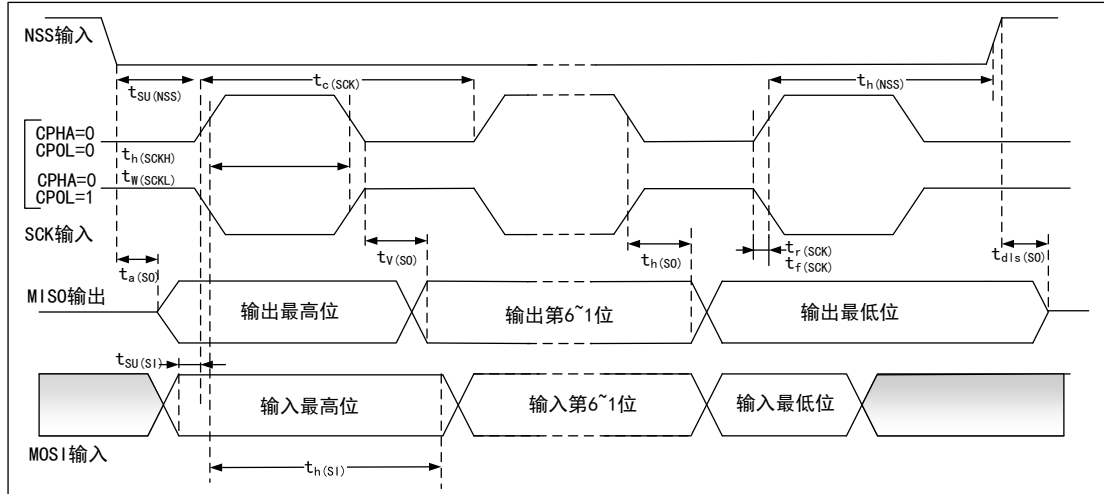 NSS输入
tSU(NSS)
tc(SCK)
th(NSS)
CPHA=0
CPOL=0
th(SCKH)
CPHA=0
CPOL=1
tW(SCKL)
SCK输入
ta(SO)
tV(SO)
th(SO)
tr(SCK)
tf(SCK)
tdls(SO)
MISO输出
输出最高位
输出第6~1位
输出最低位
tSU(SI)
输入最高位
输入第6~1位
输入最低位
MOSI输入
th(SI)